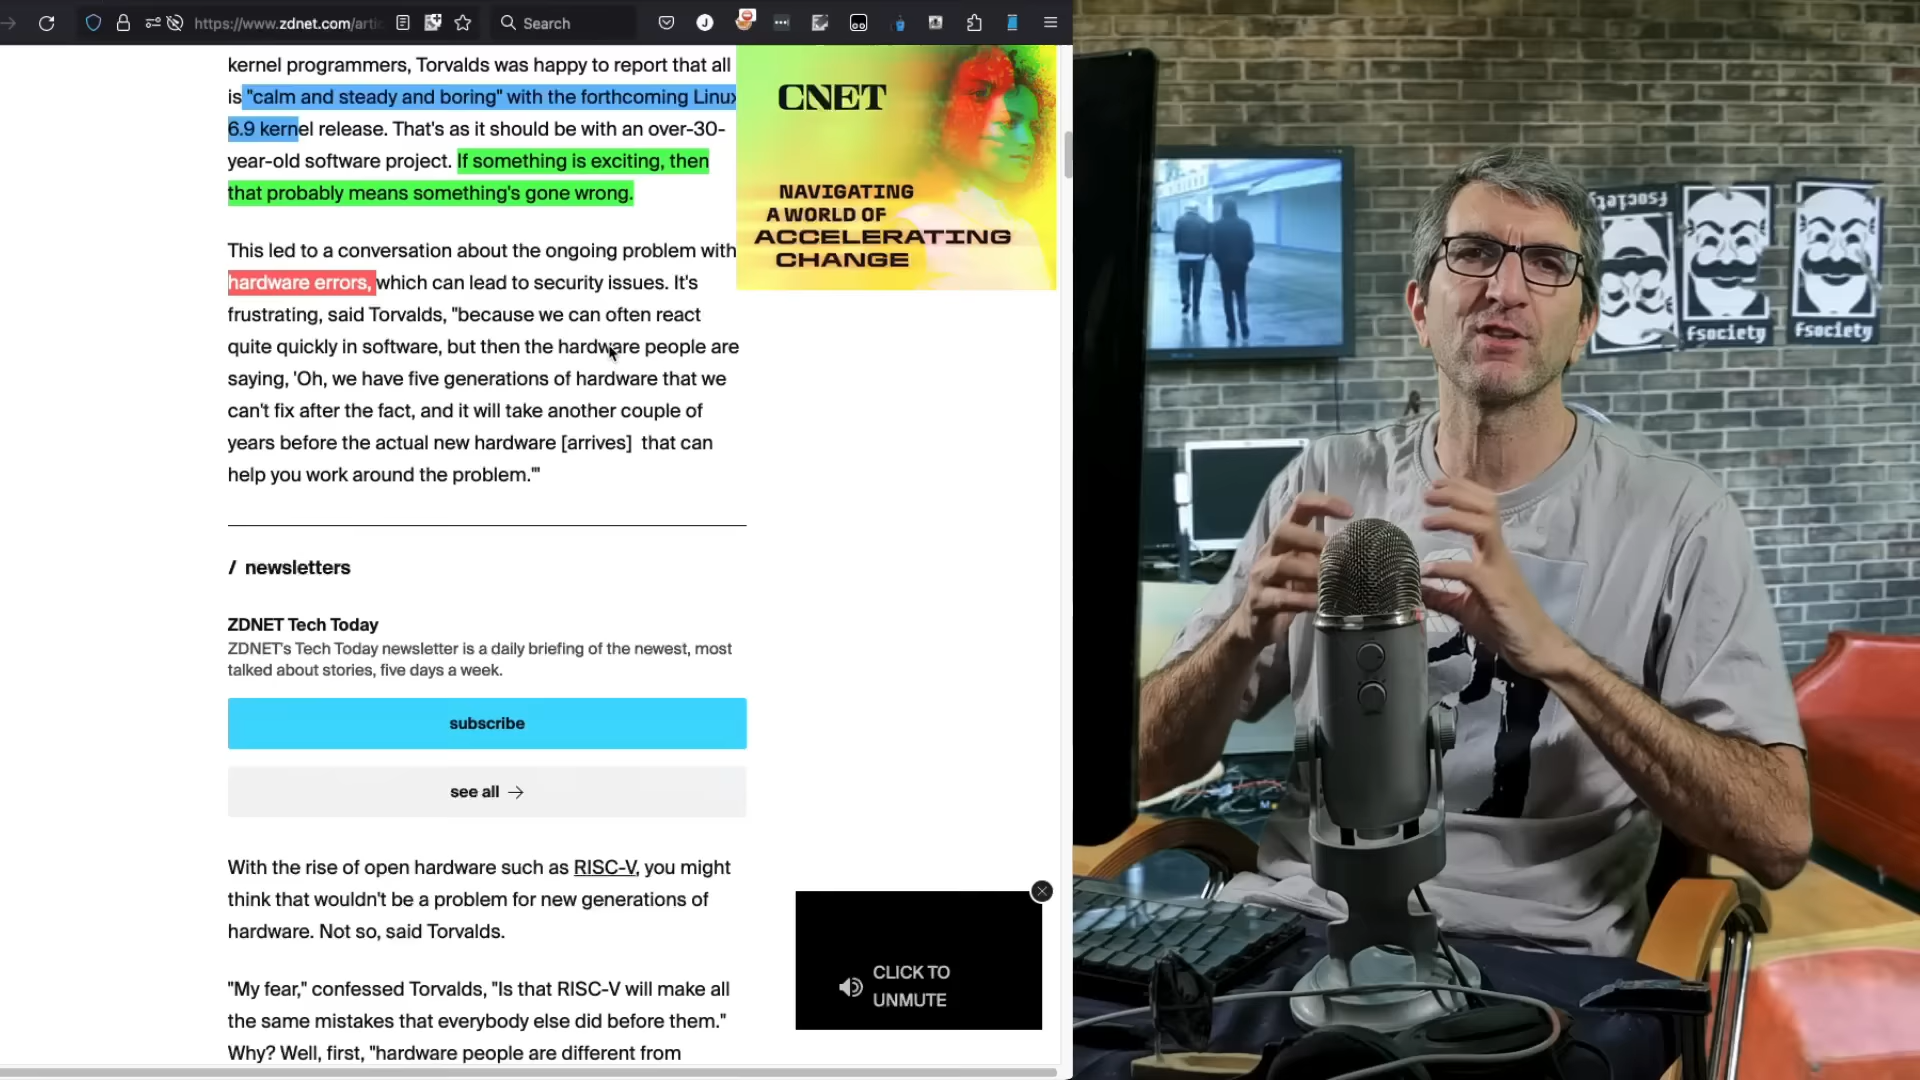 https://www.zdnet.com/arti
Search
J
kernel programmers, Torvalds was happy to report that all
is "calm and steady and boring" with the forthcoming Linux
6.9 kernel release. That's as it should be with an over-30-
year-old software project. If something is exciting, then
that probably means something's gone wrong.
This led to a conversation about the ongoing problem with
hardware errors, which can lead to security issues. It's
frustrating, said Torvalds, "because we can often react
quite quickly in software, but then the hardware people are
saying, 'Oh, we have five generations of hardware that we
can't fix after the fact, and it will take another couple of
years before the actual new hardware [arrives] that can
help you work around the problem.'"
/ newsletters
ZDNET Tech Today
ZDNET's Tech Today newsletter is a daily briefing of the newest, most
talked about stories, five days a week.
subscribe
see all →
With the rise of open hardware such as RISC-V, you might
think that wouldn't be a problem for new generations of
hardware. Not so, said Torvalds.
"My fear," confessed Torvalds, "Is that RISC-V will make all
the same mistakes that everybody else did before them."
Why? Well, first, "hardware people are different from
CNET
NAVIGATING
A WORLD OF
ACCELERATING
CHANGE
CLICK TO
UNMUTE
fsociety
fsociety
fsociety